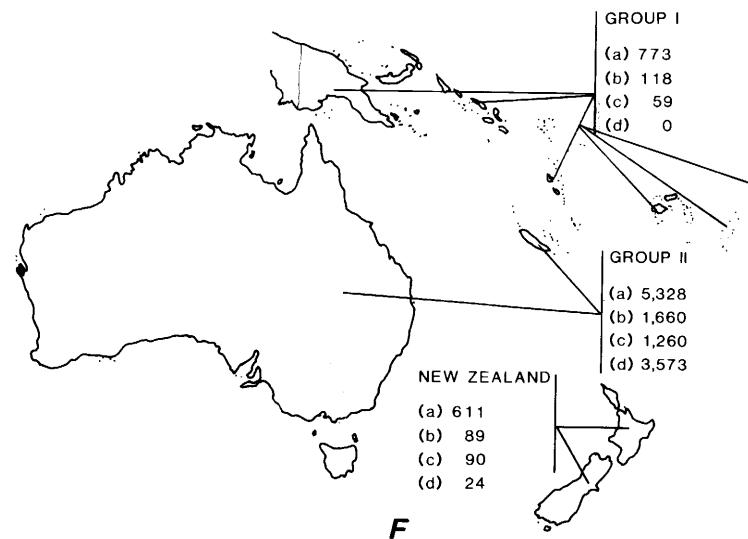 GROUP I
(a) 773
(b) 118
(c) 59
(d) 0
GROUP II
(a) 5,328
(b) 1,660
(c) 1,260
(d) 3,573
NEW ZEALAND
(a) 611
(b) 89
(c) 90
(d) 24
F